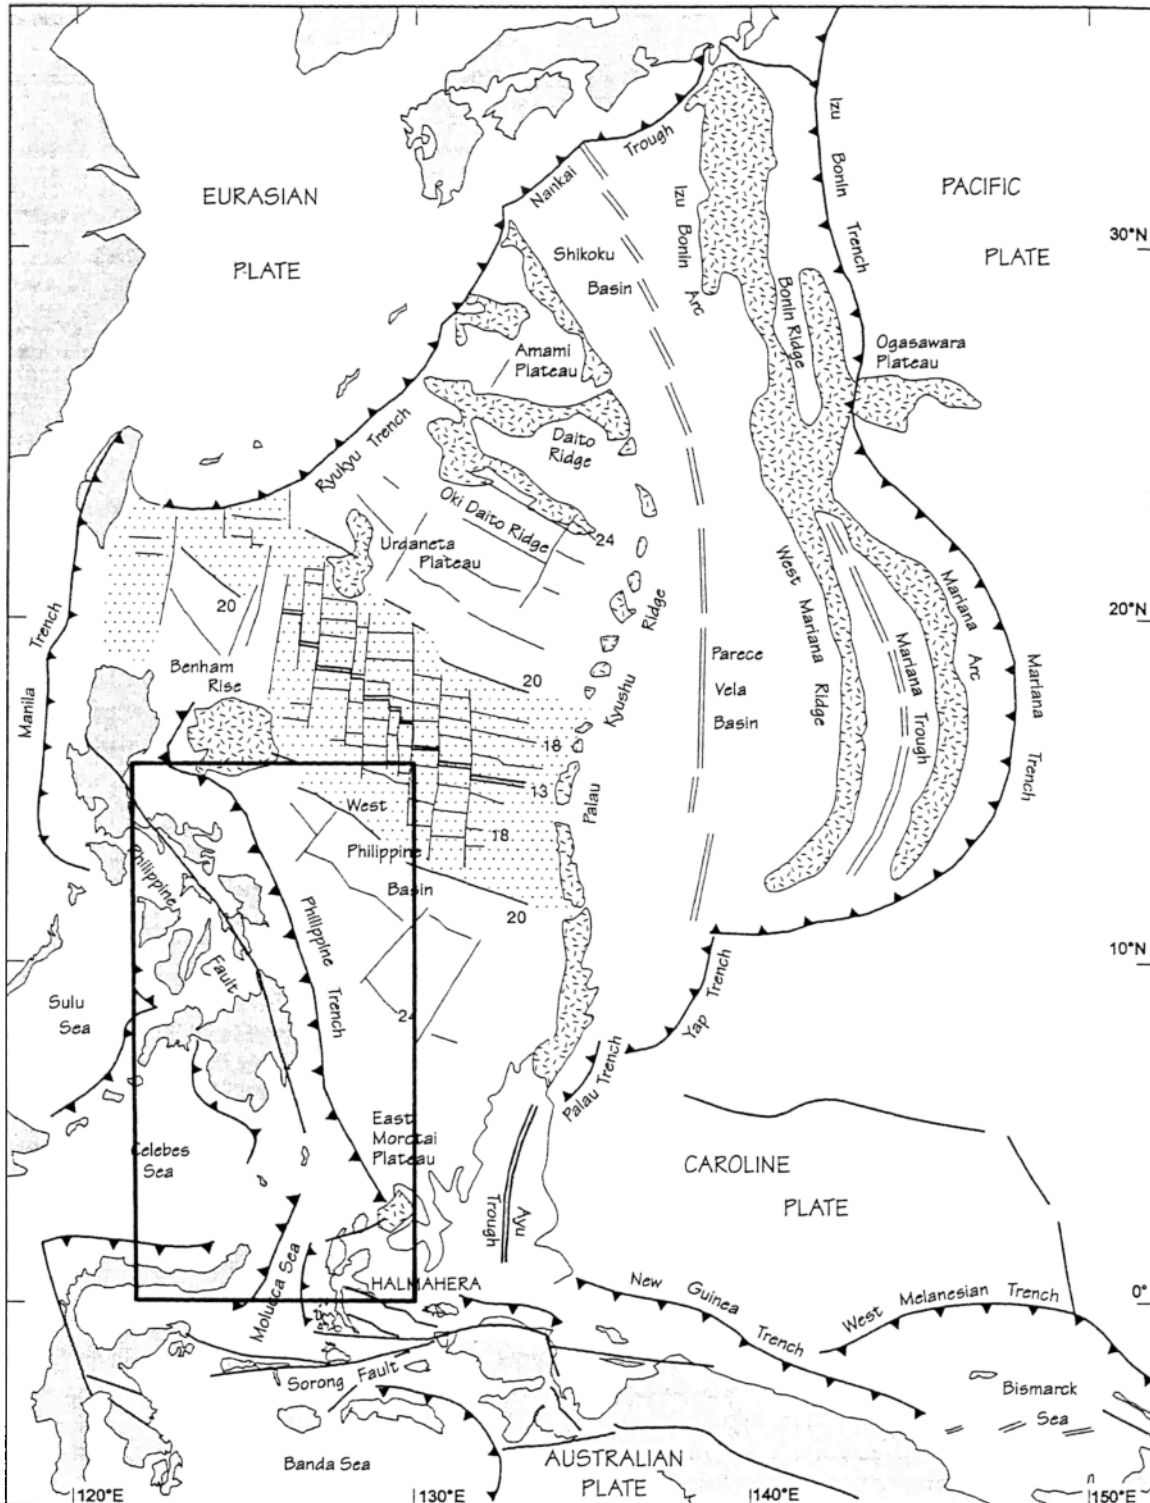 EURASIAN
PLATE
PACIFIC
PLATE
30°N
Nankai
Trough
Izu Bonin Trench
Izu Bonin Arc
Shikoku
Basin
Bonin Ridge
Ogasawara
Plateau
Amami
Plateau
Daito
Ridge
Ryukyu Trench
Oki Daito Ridge
24
Urdaneta
Plateau
20
20°N
Manila Trench
Benham
Rise
20
18
13
18
20
24
Kyushu Ridge
Palau
Parece
Vela
Basin
West Mariana Ridge
Mariana Trough
Mariana Arc
Mariana Trench
West
Philippine
Basin
Philippine
Fault
Philippine Trench
10°N
Sulu
Sea
Yap Trench
Palau Trench
East
Morotai
Plateau
Celebes
Sea
CAROLINE
PLATE
Ayu
Trough
Molucca Sea
HALMAHERA
New Guinea Trench
West Melanesian Trench
0°
Sorong Fault
Bismarck
Sea
Banda Sea
AUSTRALIAN
PLATE
120°E
130°E
140°E
150°E